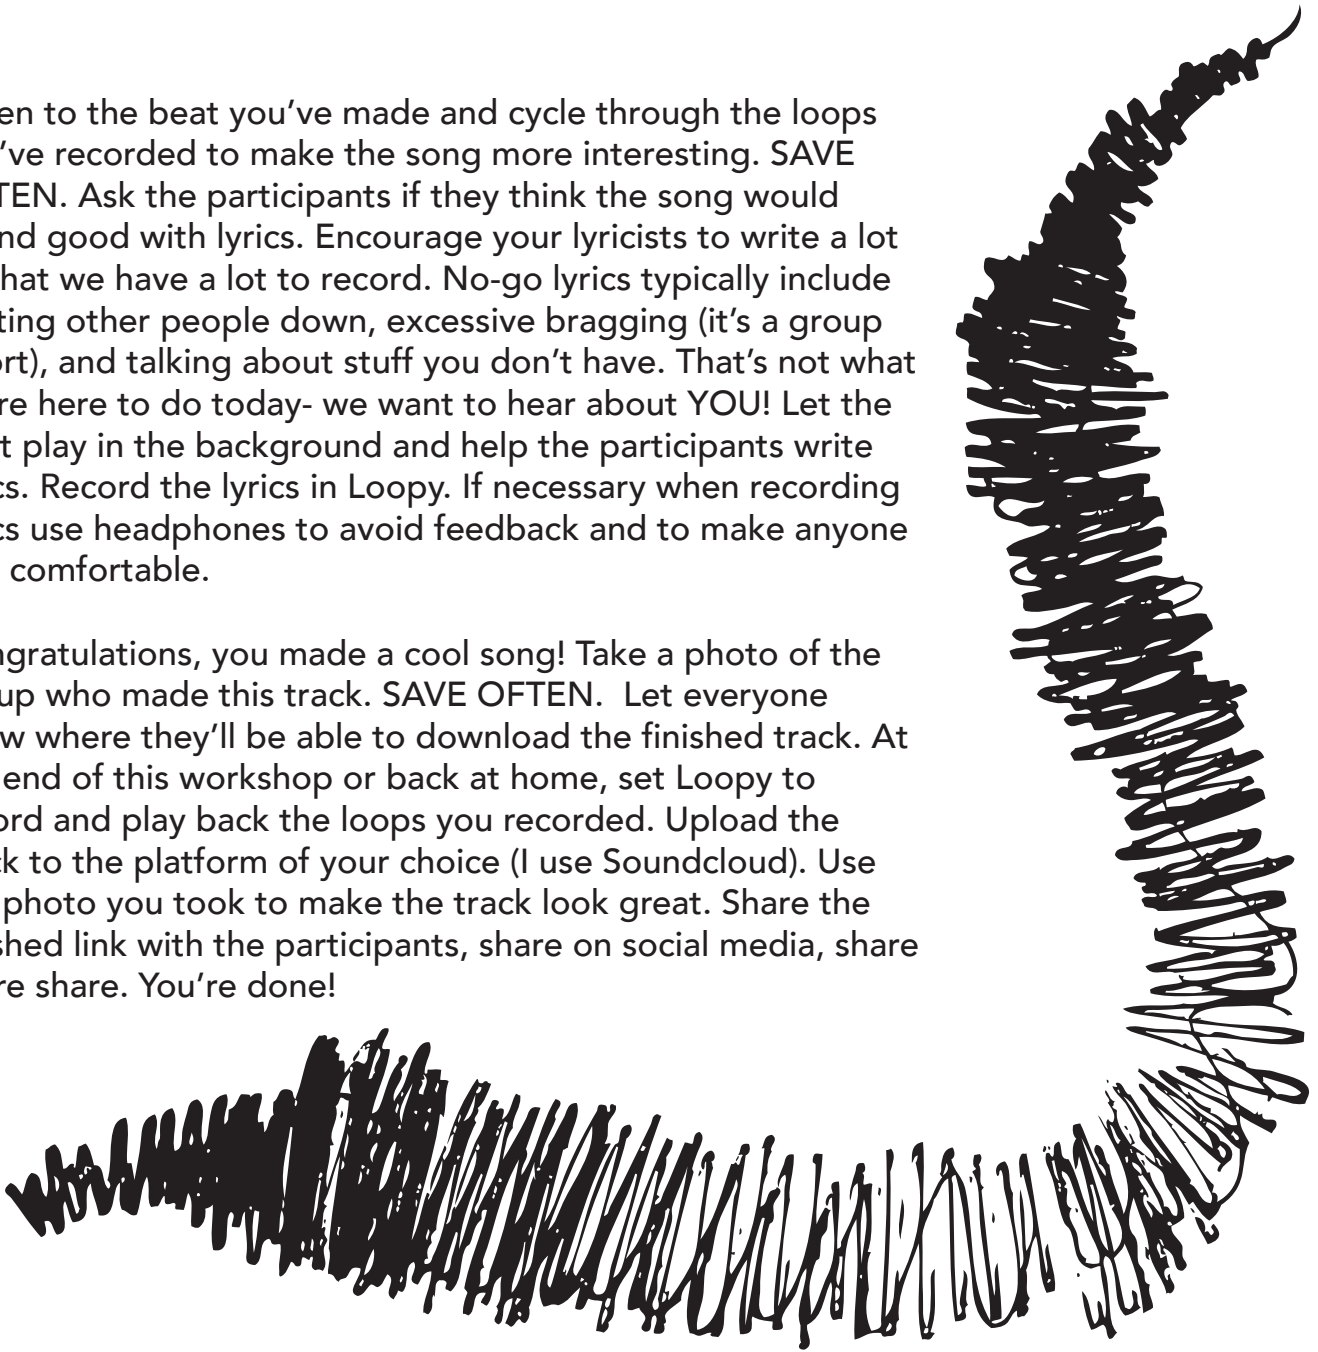 en to the beat you’ve made and cycle through the loops
’ve recorded to make the song more interesting. SAVE
TEN. Ask the participants if they think the song would
nd good with lyrics. Encourage your lyricists to write a lot
hat we have a lot to record. No-go lyrics typically include
ting other people down, excessive bragging (it’s a group
ort), and talking about stuff you don’t have. That’s not what
re here to do today- we want to hear about YOU! Let the
t play in the background and help the participants write
cs. Record the lyrics in Loopy. If necessary when recording
cs use headphones to avoid feedback and to make anyone
comfortable.
ngratulations, you made a cool song! Take a photo of the
up who made this track. SAVE OFTEN.  Let everyone
w where they’ll be able to download the finished track. At
end of this workshop or back at home, set Loopy to
ord and play back the loops you recorded. Upload the
ck to the platform of your choice (I use Soundcloud). Use
photo you took to make the track look great. Share the
shed link with the participants, share on social media, share
re share. You’re done!